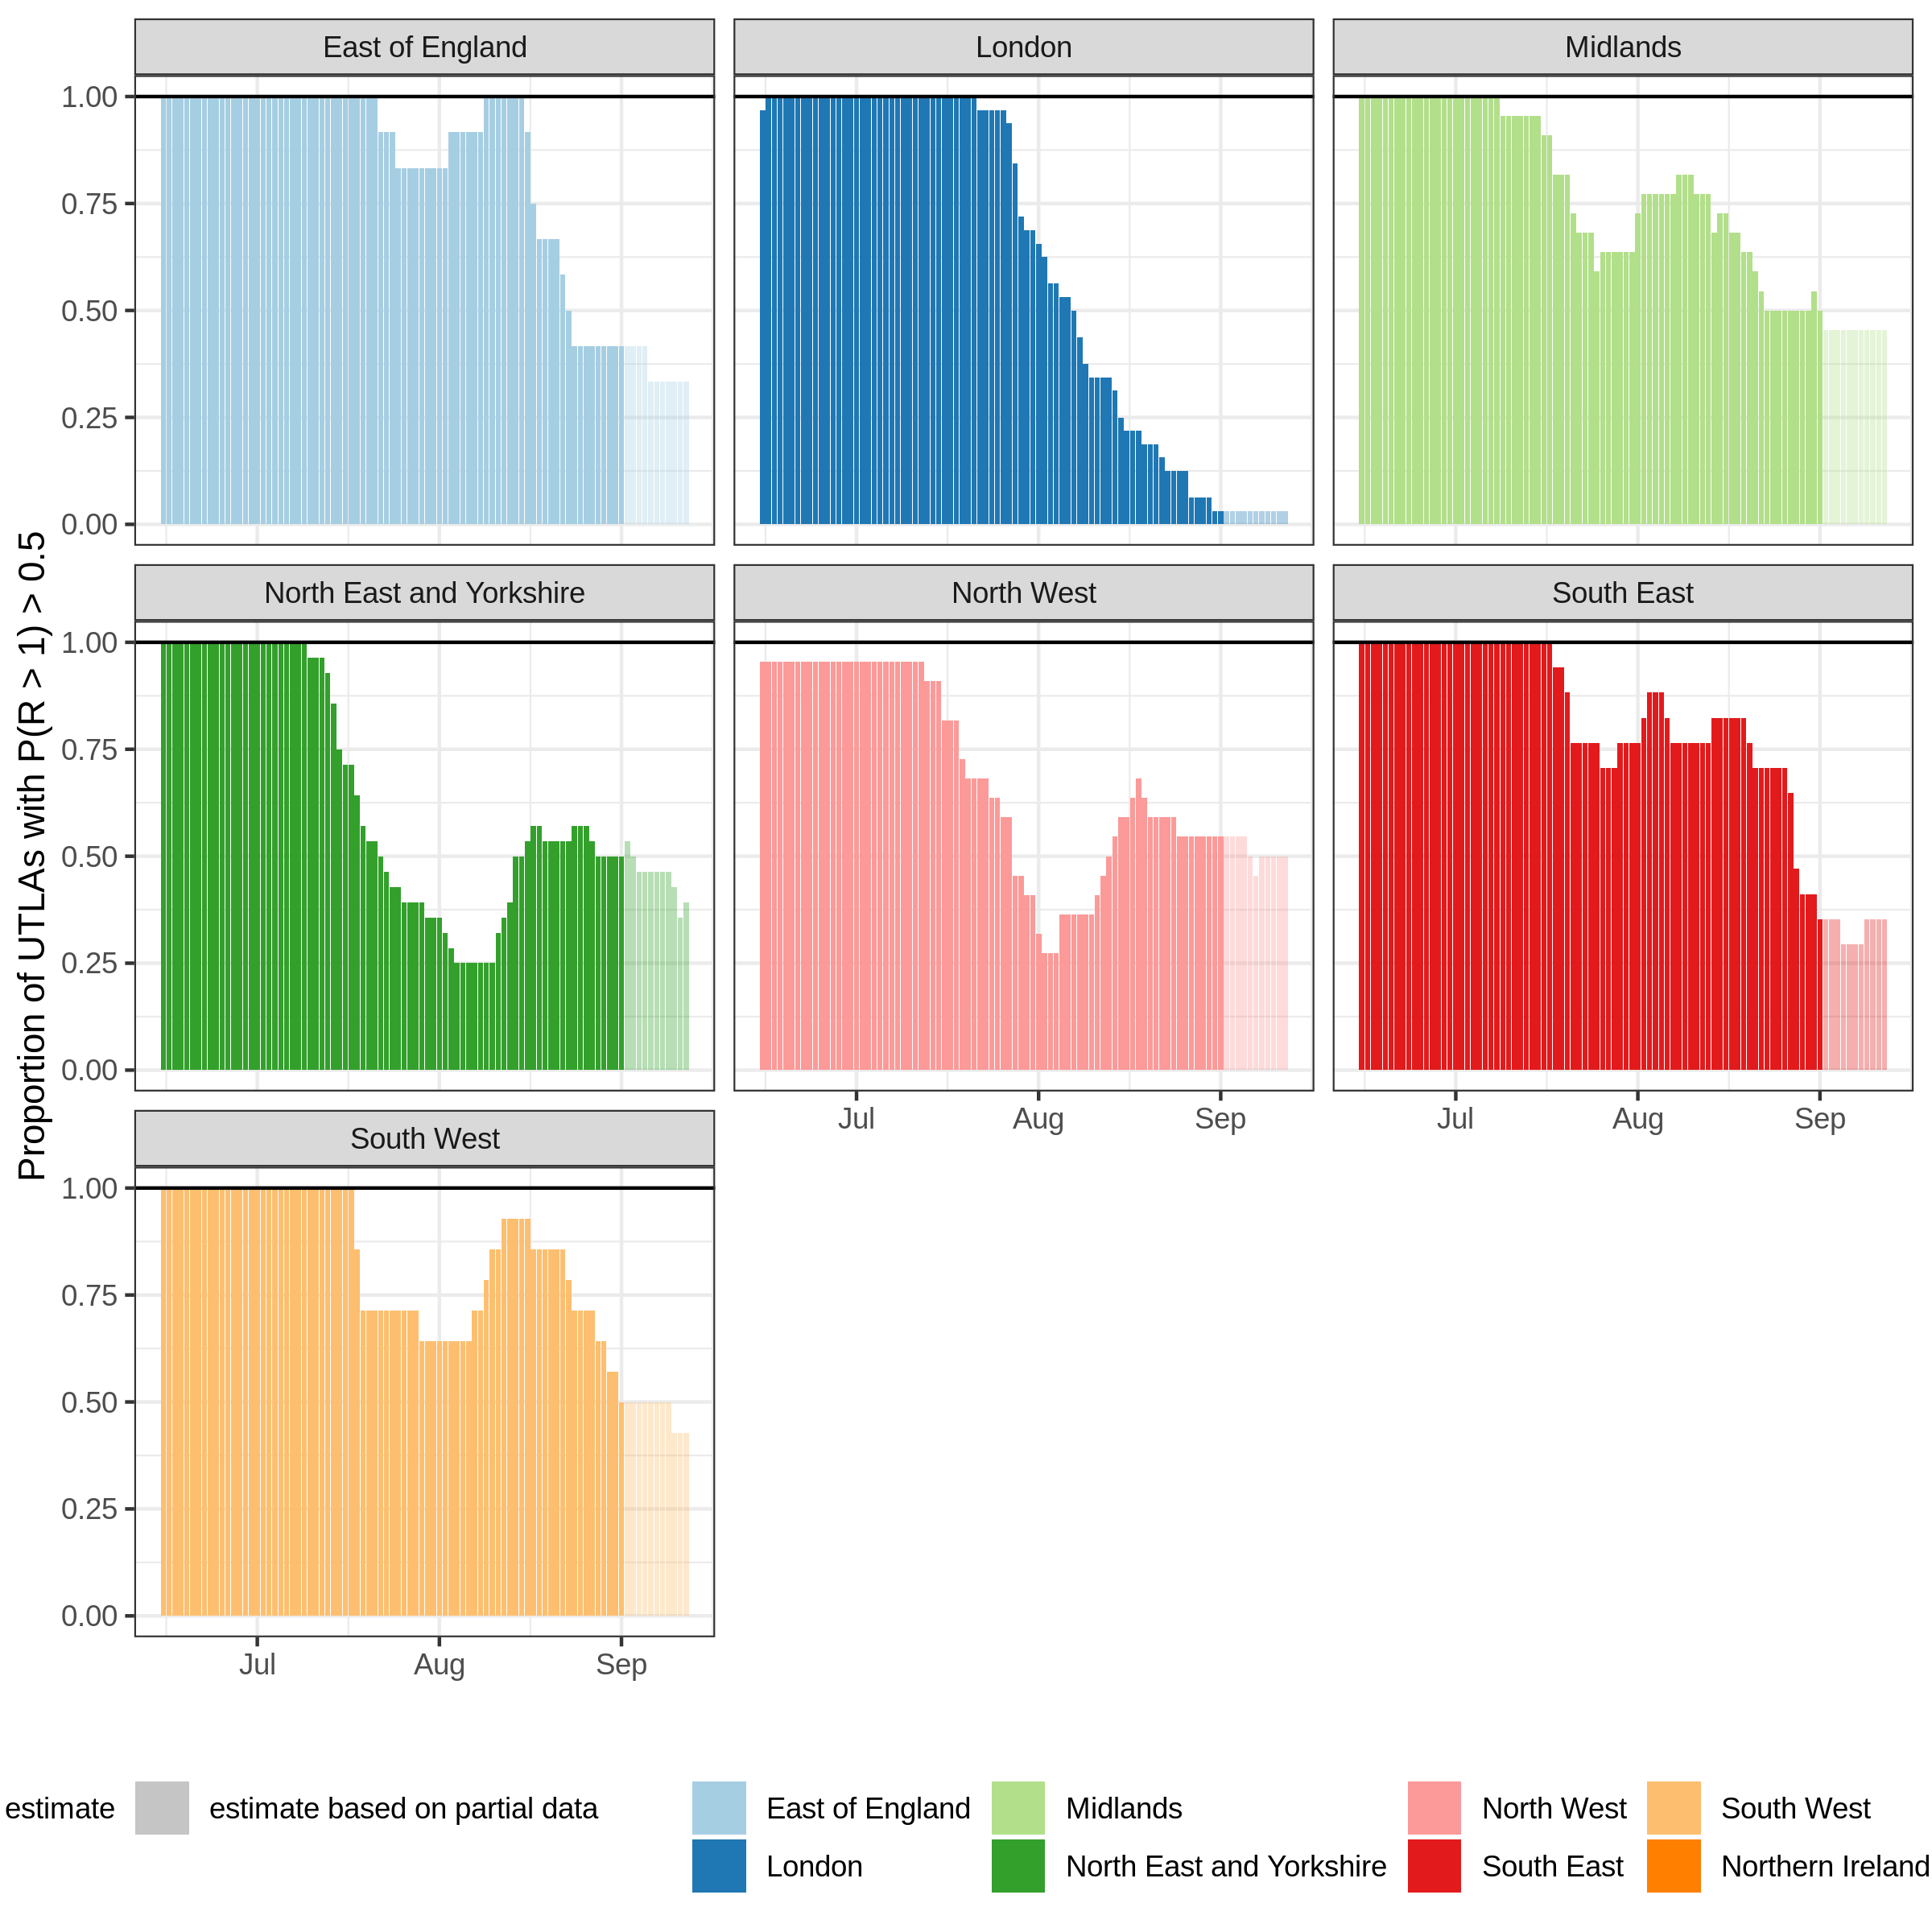 East of England
London
Midlands
1.00
0.75
0.50
0.25
0.00
North East and Yorkshire
North West
South East
1.00
0.75
0.50
0.25
0.00
Jul Aug Sep
Jul Aug Sep
South West
1.00
0.75
0.50
0.25
0.00
Jul Aug Sep
Proportion of UTLAs with P(R > 1) > 0.5
estimate
estimate based on partial data
East of England
Midlands
North West
South West
London
North East and Yorkshire
South East
Northern Ireland